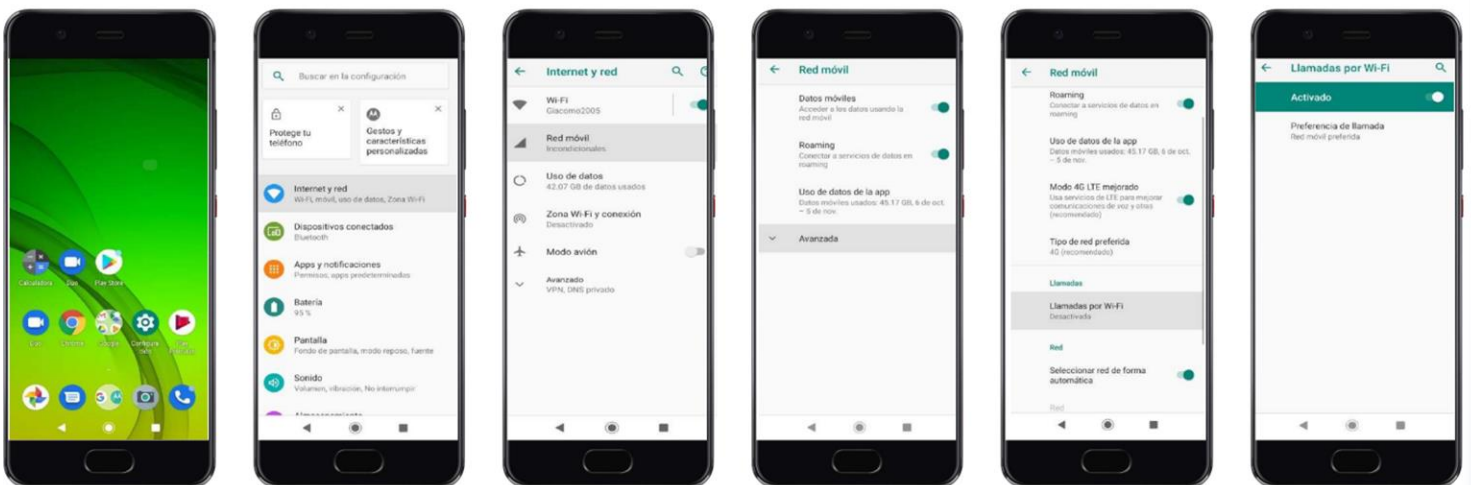 Calculadora
Duo
Play Store
Duo
Chrome
Google
Buscar en la configuración
Protege tu
teléfono
Gestos y
características
personalizadas
Internet y red
Wi-Fi, móvil, uso de datos, Zona Wi-Fi
Dispositivos conectados
Bluetooth
Apps y notificaciones
Permisos, apps predeterminadas
Batería
95 %
Pantalla
Fondo de pantalla, modo reposo, fuente
Sonido
Volumen, vibración, No interrumpir
Internet y red
Wi-Fi
Giacomo2005
Red móvil
Incondicionales
Uso de datos
42,07 GB de datos usados
Zona Wi-Fi y conexión
Desactivado
Modo avión
Avanzado
VPN, DNS privado
Red móvil
Datos móviles
Acceder a los datos usando la
red móvil
Roaming
Conectar a servicios de datos en
roaming
Uso de datos de la app
Datos móviles usados: 45.17 GB, 6 de oct.
– 5 de nov.
Avanzada
Red móvil
Roaming
Conectar a servicios de datos en
roaming
Uso de datos de la app
Datos móviles usados: 45.17 GB, 6 de oct.
– 5 de nov.
Modo 4G LTE mejorado
Usa servicios de LTE para mejorar
comunicaciones de voz y otras
(recomendado)
Tipo de red preferida
4G (recomendado)
Llamadas
Llamadas por Wi-Fi
Desactivada
Red
Seleccionar red de forma
automática
Red
Llamadas por Wi-Fi
Activado
Preferencia de llamada
Red móvil preferida